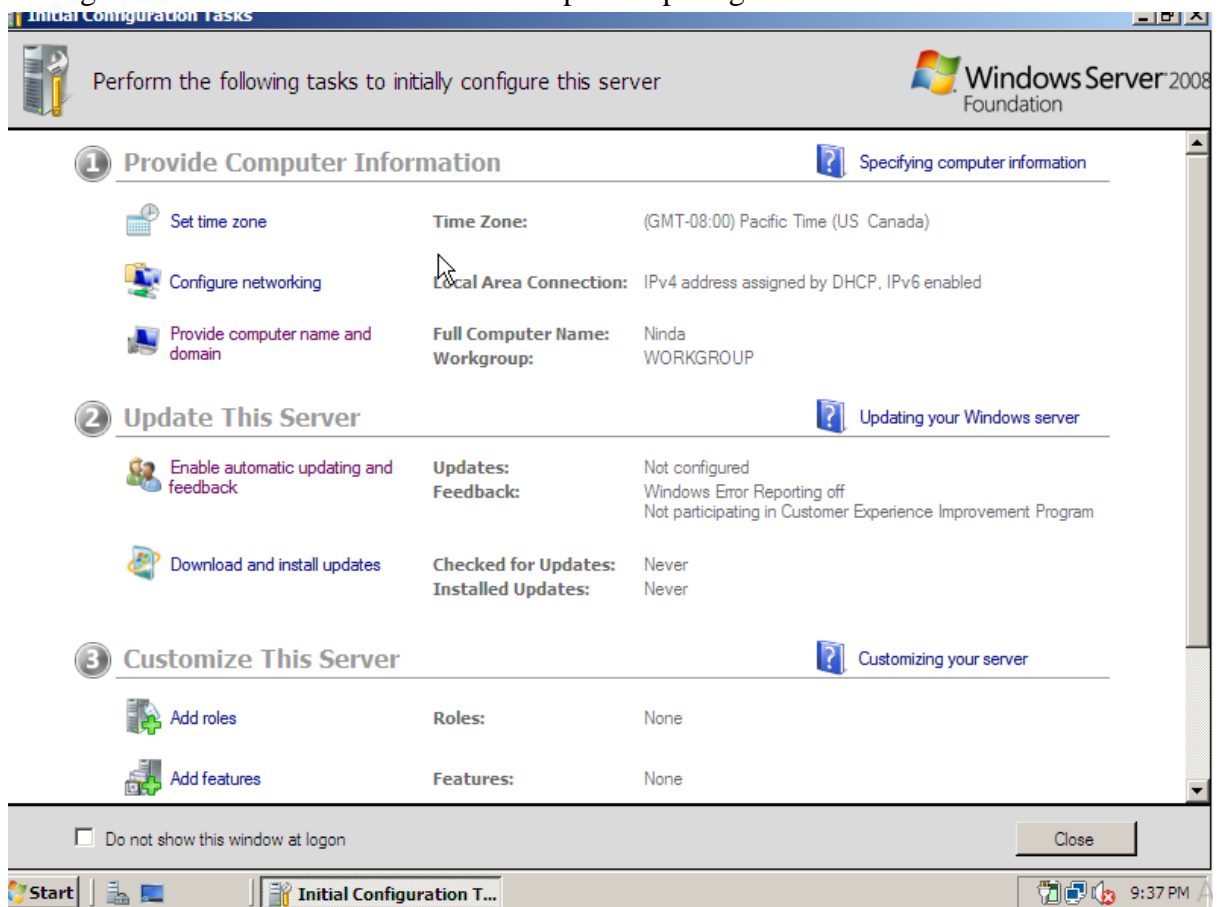 Initial Configuration Tasks
Perform the following tasks to initially configure this server
Windows Server 2008
Foundation
1 Provide Computer Information
Specifying computer information
Set time zone Time Zone: (GMT-08:00) Pacific Time (US Canada)
Configure networking Local Area Connection: IPv4 address assigned by DHCP, IPv6 enabled
Provide computer name and domain Full Computer Name: Ninda
Workgroup: WORKGROUP
2 Update This Server
Updating your Windows server
Enable automatic updating and feedback Updates: Not configured
Feedback: Windows Error Reporting off
Not participating in Customer Experience Improvement Program
Download and install updates Checked for Updates: Never
Installed Updates: Never
3 Customize This Server
Customizing your server
Add roles Roles: None
Add features Features: None
Do not show this window at logon
Close
Start
Initial Configuration T...
9:37 PM